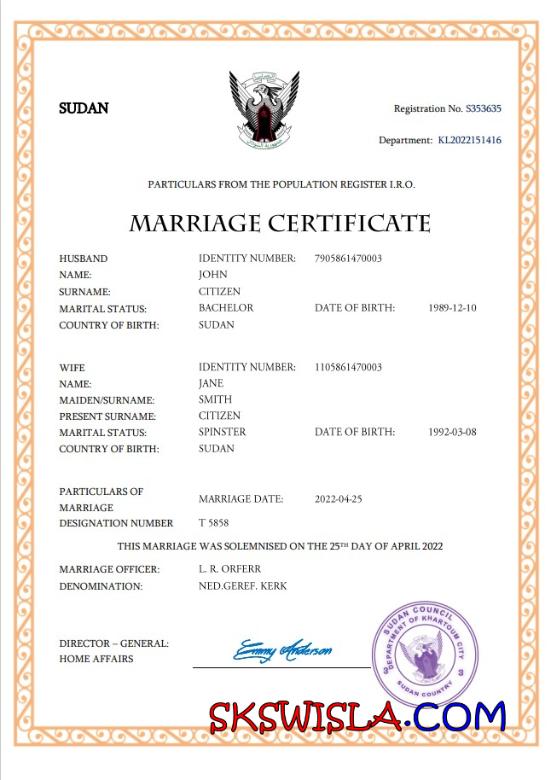 SUDAN
Registration No. S353635
Department: KL2022151416
PARTICULARS FROM THE POPULATION REGISTER I.R.O.
MARRIAGE CERTIFICATE
HUSBAND IDENTITY NUMBER: 7905861470003
NAME: JOHN
SURNAME: CITIZEN
MARITAL STATUS: BACHELOR DATE OF BIRTH: 1989-12-10
COUNTRY OF BIRTH: SUDAN
WIFE IDENTITY NUMBER: 1105861470003
NAME: JANE
MAIDEN/SURNAME: SMITH
PRESENT SURNAME: CITIZEN
MARITAL STATUS: SPINSTER DATE OF BIRTH: 1992-03-08
COUNTRY OF BIRTH: SUDAN
PARTICULARS OF
MARRIAGE MARRIAGE DATE: 2022-04-25
DESIGNATION NUMBER T 5858
THIS MARRIAGE WAS SOLEMNISED ON THE 25TH DAY OF APRIL 2022
MARRIAGE OFFICER: L. R. ORFERR
DENOMINATION: NED.GEREF. KERK
DIRECTOR – GENERAL:
HOME AFFAIRS
Emmy Anderson
SUDAN COUNCIL
DEPARTMENT OF KHARTOUM CITY
SUDAN COUNTRY
SKSWISLA.COM